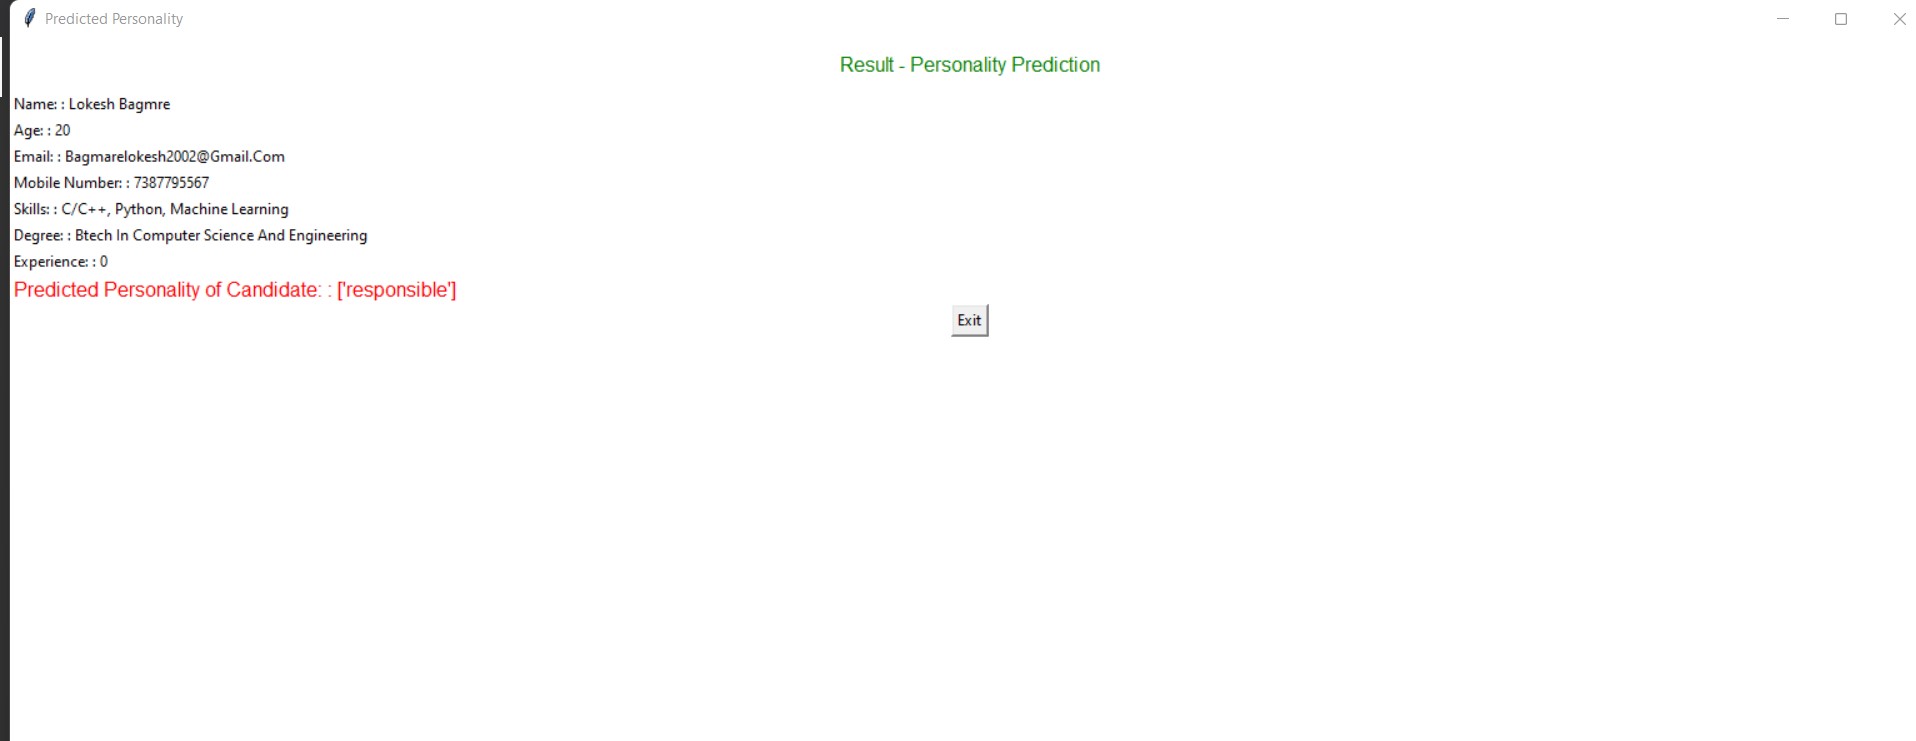 Predicted Personality
Result - Personality Prediction
Name: : Lokesh Bagmre
Age: : 20
Email: : Bagmarelokesh2002@Gmail.Com
Mobile Number: : 7387795567
Skills: : C/C++, Python, Machine Learning
Degree: : Btech In Computer Science And Engineering
Experience: : 0
Predicted Personality of Candidate: : ['responsible']
Exit